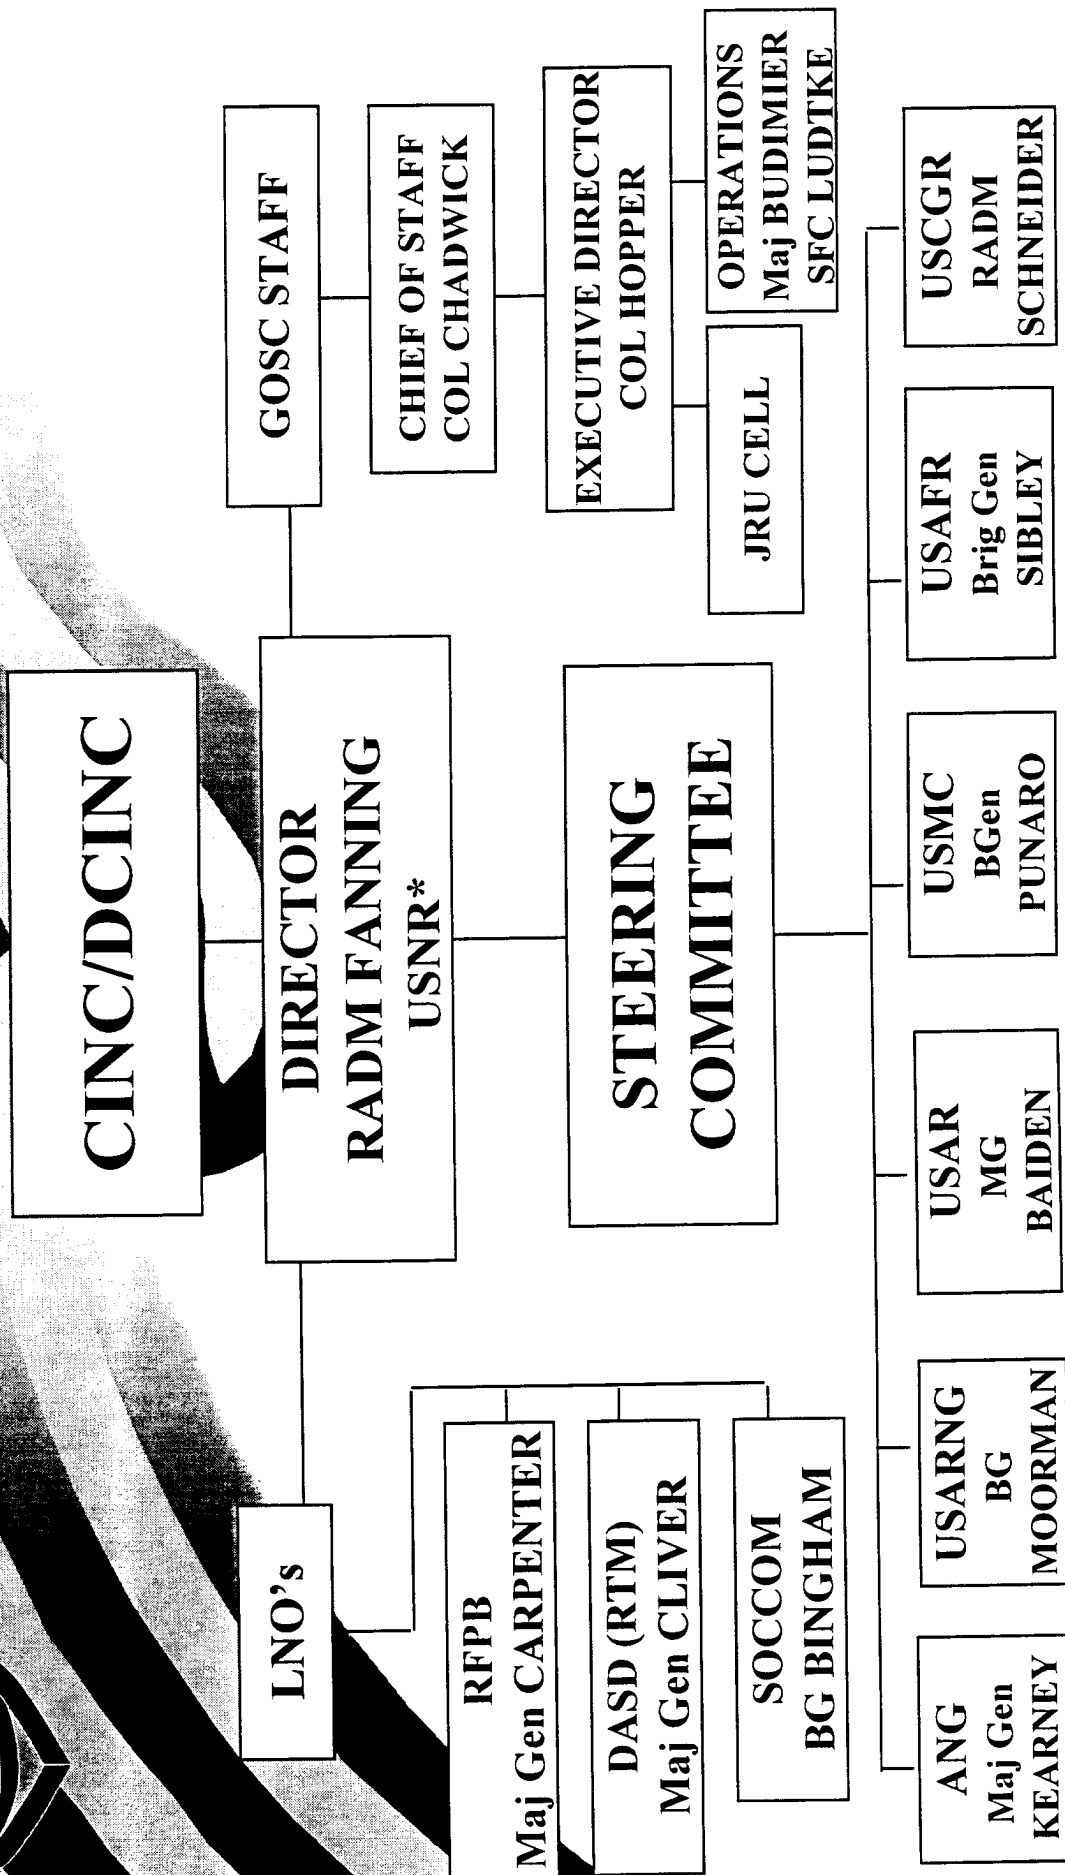 CINC/DCINC
DIRECTOR
RADM FANNING
USNR*
LNO's
RFPB
Maj Gen CARPENTER
DASD (RTM)
Maj Gen CLIVER
SOCCOM
BG BINGHAM
GOSC STAFF
CHIEF OF STAFF
COL CHADWICK
EXECUTIVE DIRECTOR
COL HOPPER
JRU CELL
OPERATIONS
Maj BUDIMIER
SFC LUDTKE
STEERING
COMMITTEE
ANG
Maj Gen
KEARNEY
USARNG
BG
MOORMAN
USAR
MG
BAIDEN
USMC
BGen
PUNARO
USAFR
Brig Gen
SIBLEY
USCGR
RADM
SCHNEIDER